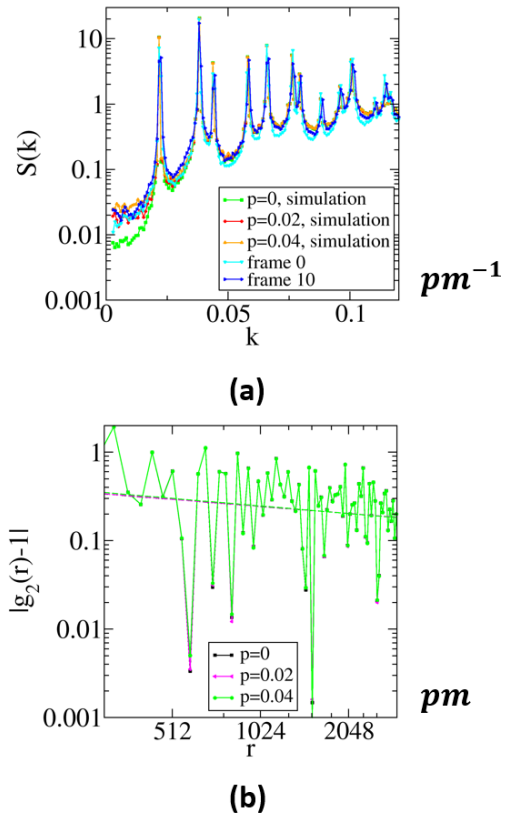 10
1
0.1
0.01
0.001
S(k)
p=0, simulation
p=0.02, simulation
p=0.04, simulation
frame 0
frame 10
0
0.05
0.1
k
pm⁻¹
(a)
1
0.1
0.01
0.001
|g₂(r)-1|
p=0
p=0.02
p=0.04
512
1024
2048
r
pm
(b)